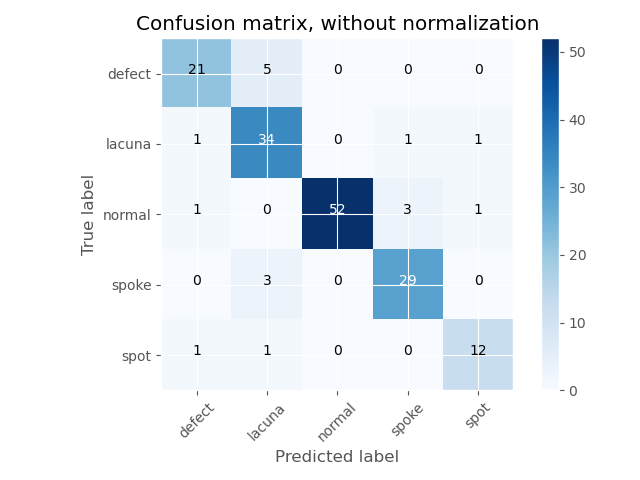 Confusion matrix, without normalization
True label
defect 21 5 0 0 0
lacuna 1 34 0 1 1
normal 1 0 52 3 1
spoke 0 3 0 29 0
spot 1 1 0 0 12
defect lacuna normal spoke spot
Predicted label
50
40
30
20
10
0